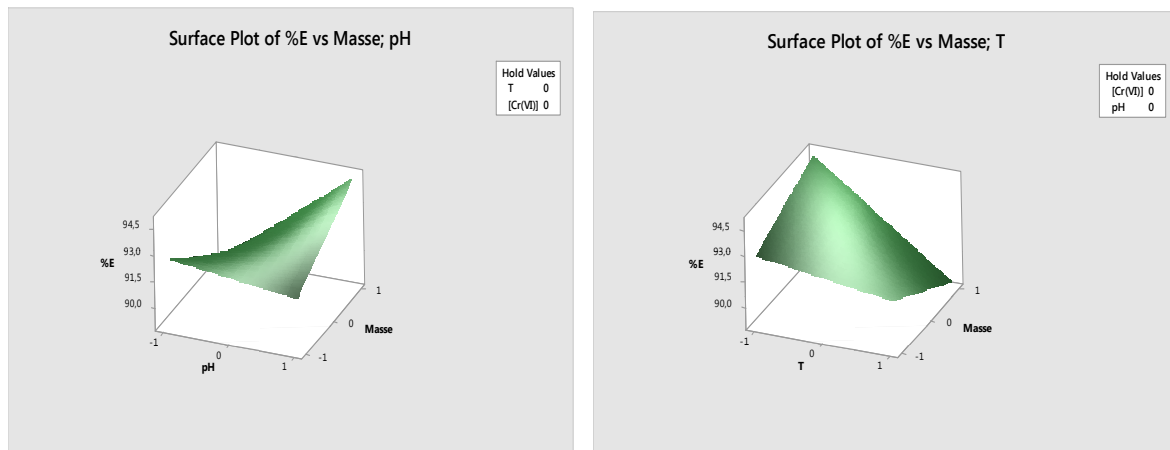 Surface Plot of %E vs Masse; pH
Hold Values
T 0
[Cr(VI)] 0
94,5
93,0
%E
91,5
90,0
1
0
Masse
-1
-1
0
1
pH
Surface Plot of %E vs Masse; T
Hold Values
[Cr(VI)] 0
pH 0
94,5
93,0
%E
91,5
90,0
1
0
Masse
-1
-1
0
1
T